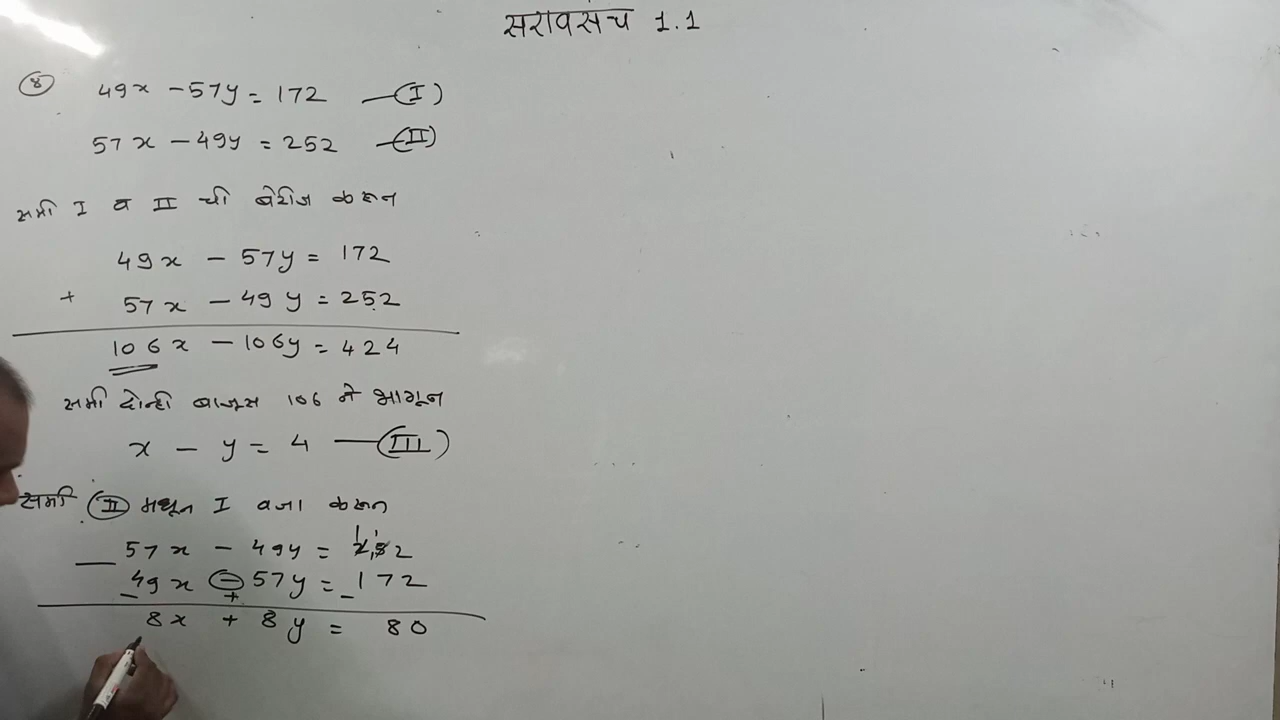 सरावसंच 1.1
8 49x - 57y = 172 —(I)
57x - 49y = 252 —(II)
समी I व II ची बेरीज करून
49x - 57y = 172
+ 57x - 49y = 252
106x - 106y = 424
समी दोन्ही बाजूस 106 ने भागून
x - y = 4 —(III)
समी (II) मधून I वजा करून
57x - 49y = 252
— 49x - 57y = 172
- + -
8x + 8y = 80